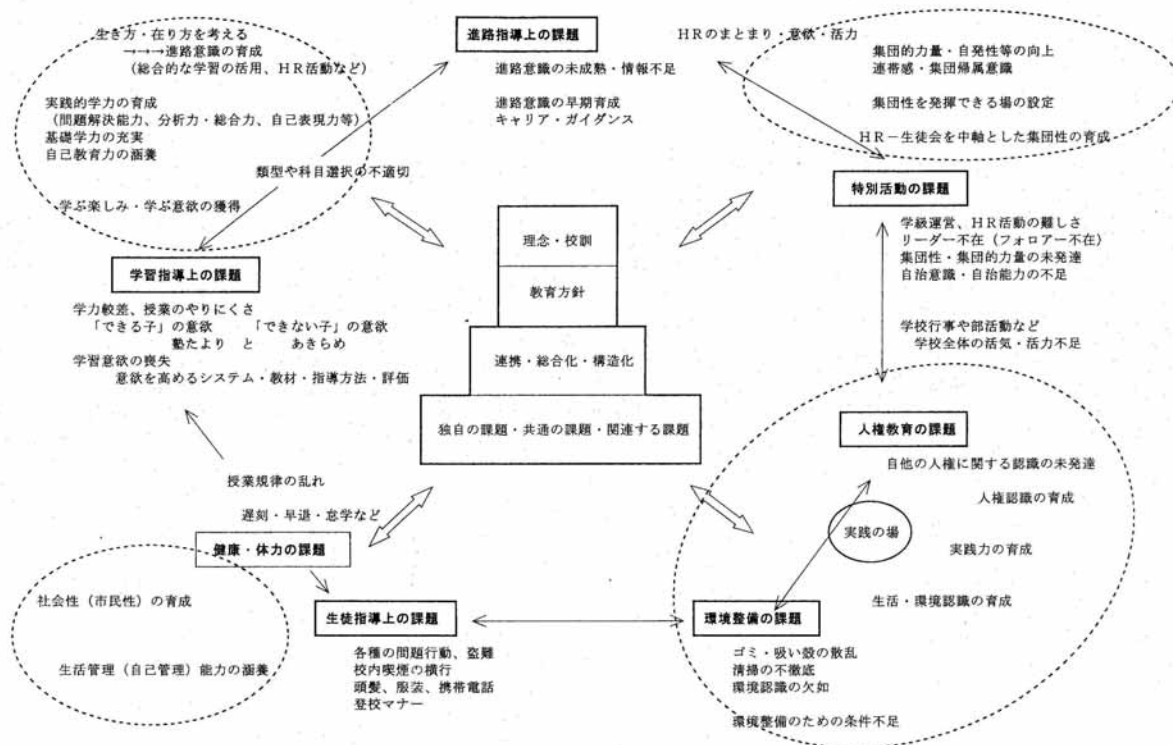 生き方・在り方を考える
→→→進路意識の育成
(総合的な学習の活用、HR活動など)
実践的学力の育成
(問題解決能力、分析力・総合力、自己表現力等)
基礎学力の充実
自己教育力の涵養
類型や科目選択の不適切
学ぶ楽しみ・学ぶ意欲の獲得
進路指導上の課題
進路意識の未成熟・情報不足
進路意識の早期育成
キャリア・ガイダンス
HRのまとまり・意欲・活力
集団的力量・自発性等の向上
連帯感・集団帰属意識
集団性を発揮できる場の設定
HR－生徒会を中軸とした集団性の育成
特別活動の課題
学級運営、HR活動の難しさ
リーダー不在(フォロアー不在)
集団性・集団的力量の未発達
自治意識・自治能力の不足
学校行事や部活動など
学校全体の活気・活力不足
理念・校訓
教育方針
連携・総合化・構造化
独自の課題・共通の課題・関連する課題
学習指導上の課題
学力較差、授業のやりにくさ
「できる子」の意欲 「できない子」の意欲
塾たより と あきらめ
学習意欲の喪失
意欲を高めるシステム・教材・指導方法・評価
授業規律の乱れ
遅刻・早退・怠学など
健康・体力の課題
社会性(市民性)の育成
生活管理(自己管理)能力の涵養
生徒指導上の課題
各種の問題行動、盗難
校内喫煙の横行
頭髪、服装、携帯電話
登校マナー
人権教育の課題
自他の人権に関する認識の未発達
人権認識の育成
実践の場
実践力の育成
生活・環境認識の育成
環境整備の課題
ゴミ・吸い殻の散乱
清掃の不徹底
環境認識の欠如
環境整備のための条件不足